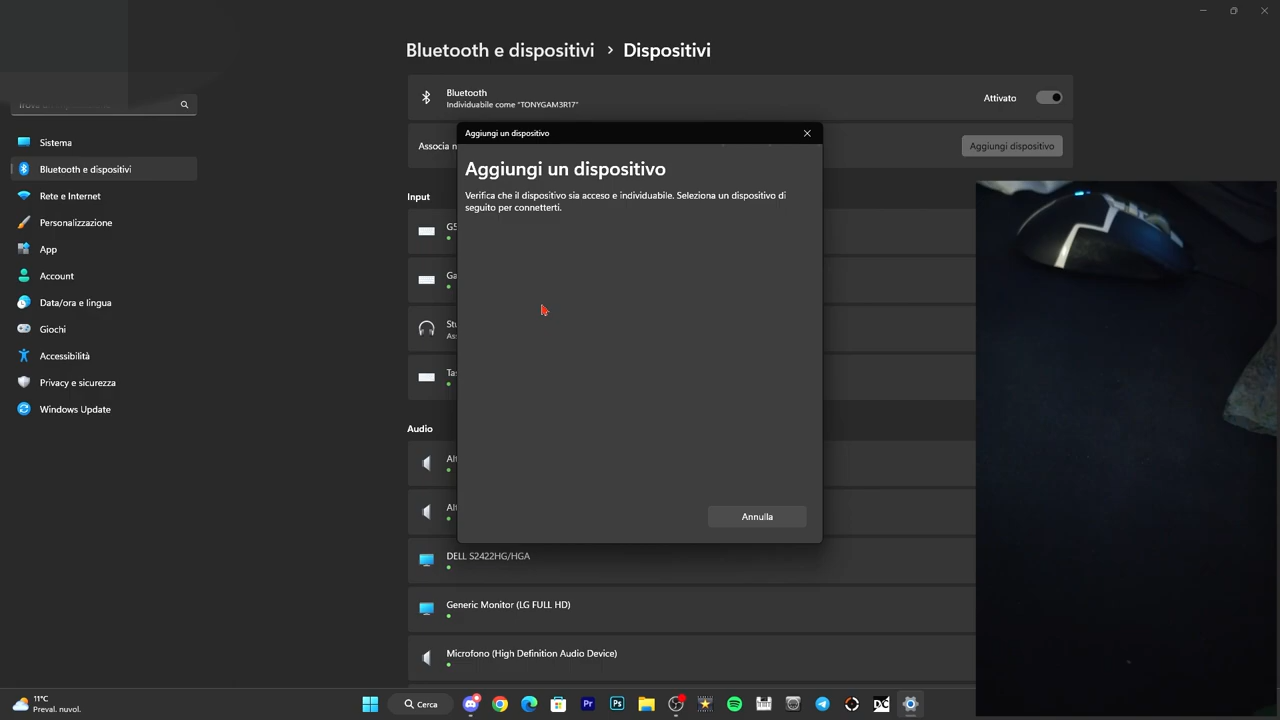 Bluetooth e dispositivi > Dispositivi
Bluetooth
Individuabile come "TONYGAM3R17"
Attivato
Associa
Aggiungi dispositivo
Sistema
Bluetooth e dispositivi
Rete e Internet
Personalizzazione
App
Account
Data/ora e lingua
Giochi
Accessibilità
Privacy e sicurezza
Windows Update
Aggiungi un dispositivo
Aggiungi un dispositivo
Verifica che il dispositivo sia acceso e individuabile. Seleziona un dispositivo di
seguito per connetterti.
Annulla
Input
Audio
DELL S2422HG/HGA
Generic Monitor (LG FULL HD)
Microfono (High Definition Audio Device)
11°C
Preval. nuvol.
Cerca
Pr
Ps
DC